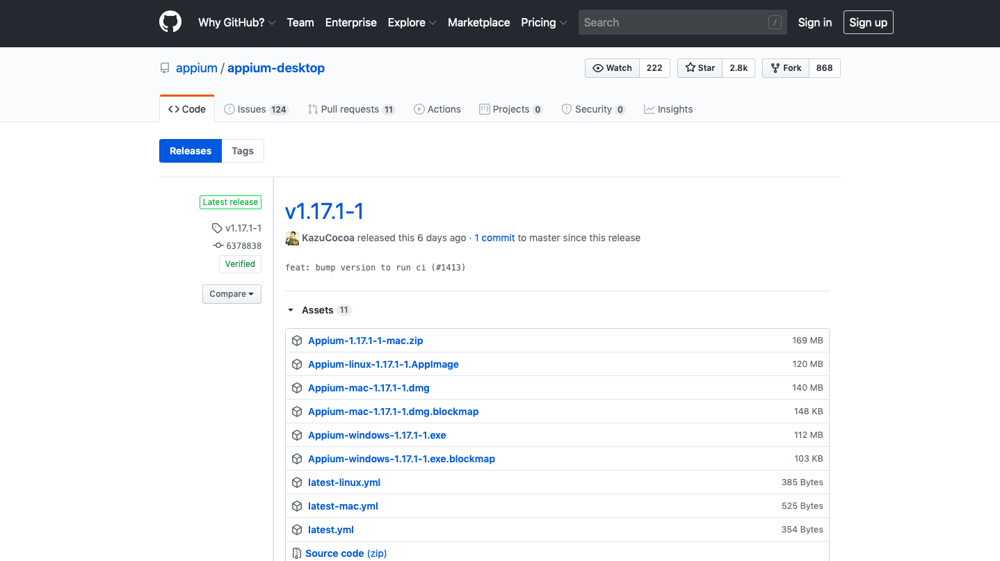 Why GitHub? Team Enterprise Explore Marketplace Pricing Search / Sign in Sign up
appium / appium-desktop Watch 222 Star 2.8k Fork 868
Code Issues 124 Pull requests 11 Actions Projects 0 Security 0 Insights
Releases Tags
Latest release
v1.17.1-1
6378838
Verified
Compare
v1.17.1-1
KazuCocoa released this 6 days ago · 1 commit to master since this release
feat: bump version to run ci (#1413)
Assets 11
Appium-1.17.1-1-mac.zip 169 MB
Appium-linux-1.17.1-1.AppImage 120 MB
Appium-mac-1.17.1-1.dmg 140 MB
Appium-mac-1.17.1-1.dmg.blockmap 148 KB
Appium-windows-1.17.1-1.exe 112 MB
Appium-windows-1.17.1-1.exe.blockmap 103 KB
latest-linux.yml 385 Bytes
latest-mac.yml 525 Bytes
latest.yml 354 Bytes
Source code (zip)